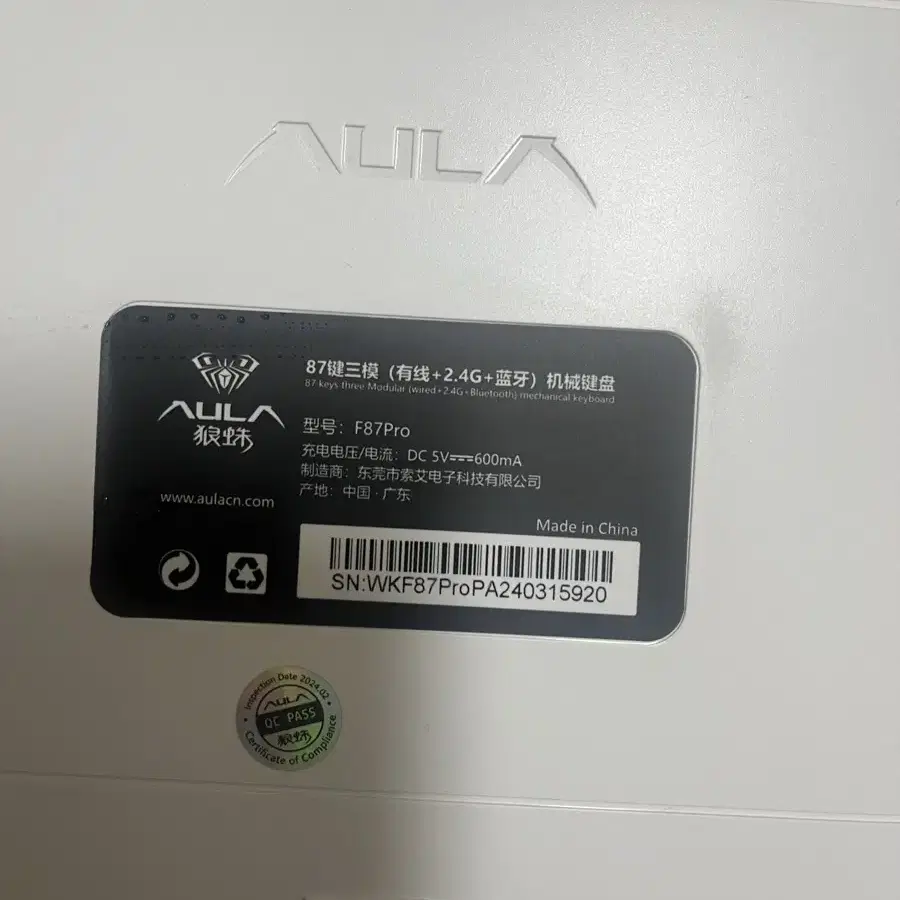 AULA
87键三模（有线+2.4G+蓝牙）机械键盘
87 keys three Modular (wired+2.4G+Bluetooth) mechanical keyboard
AULA
狼蛛
型号：F87Pro
充电电压/电流：DC 5V⎓600mA
制造商：东莞市索艾电子科技有限公司
产地：中国·广东
www.aulacn.com
Made in China
SN:WKF87ProPA240315920
Inspection Date 2024.02
AULA
QC PASS
狼蛛
Certificate of Compliance